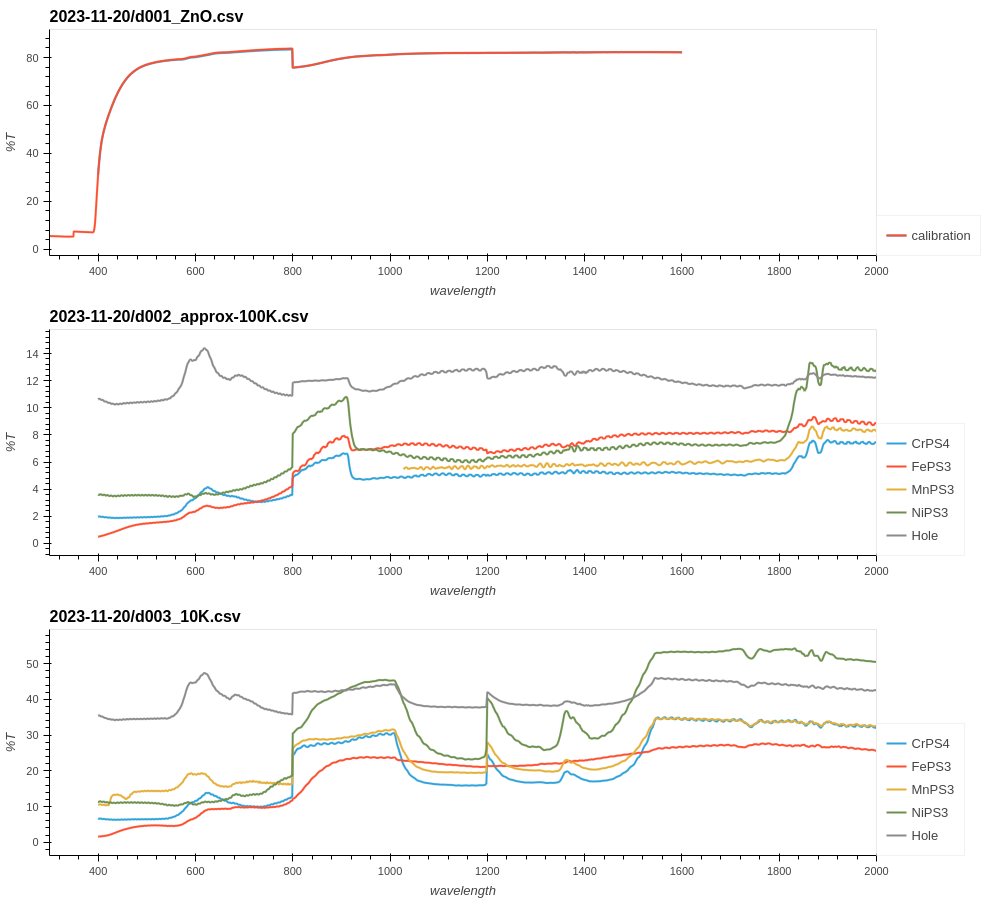 2023-11-20/d001_ZnO.csv
80
60
40
20
0
%T
400 600 800 1000 1200 1400 1600 1800 2000
wavelength
calibration
2023-11-20/d002_approx-100K.csv
14
12
10
8
6
4
2
0
%T
400 600 800 1000 1200 1400 1600 1800 2000
wavelength
CrPS4
FePS3
MnPS3
NiPS3
Hole
2023-11-20/d003_10K.csv
50
40
30
20
10
0
%T
400 600 800 1000 1200 1400 1600 1800 2000
wavelength
CrPS4
FePS3
MnPS3
NiPS3
Hole